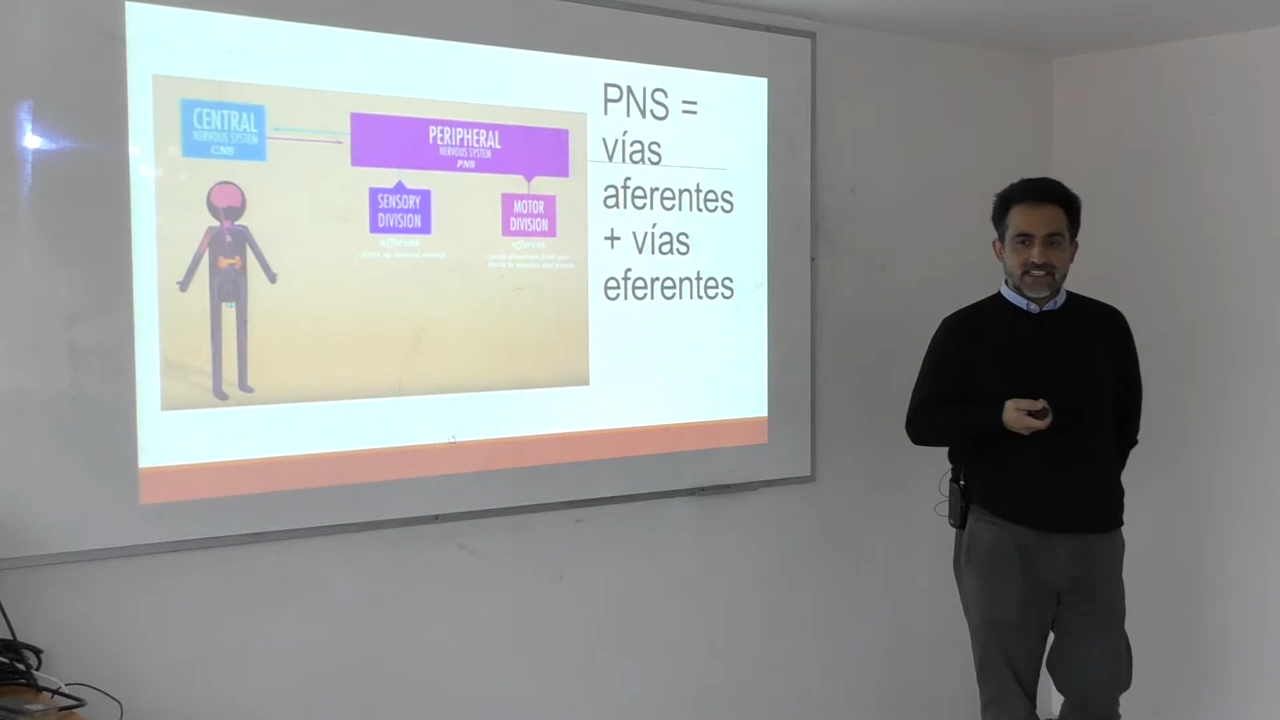 CENTRAL
NERVOUS SYSTEM
CNS
PERIPHERAL
NERVOUS SYSTEM
PNS
SENSORY
DIVISION
afferent
MOTOR
DIVISION
efferent
PNS =
vías
aferentes
+ vías
eferentes